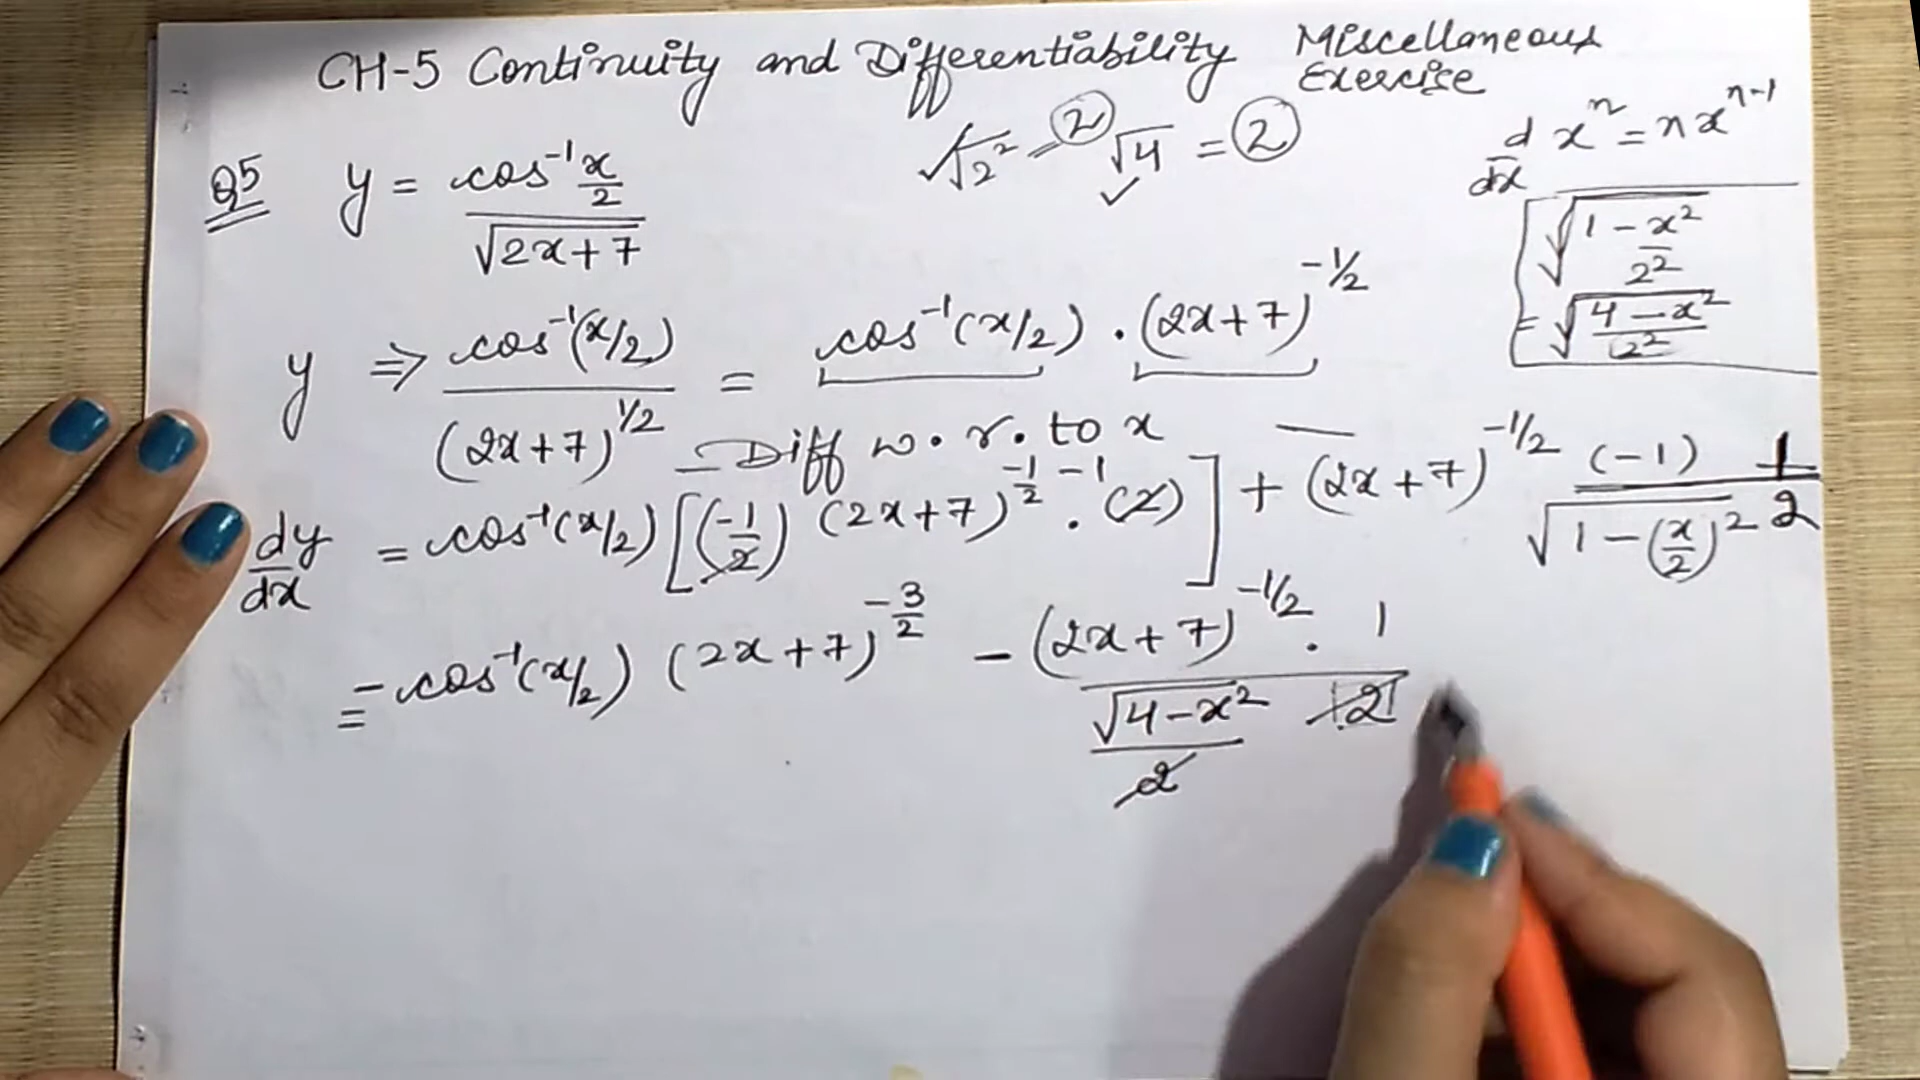 CH-5 Continuity and Differentiability Miscellaneous Exercise
√2² = 2 √4 = 2
d/dx xⁿ = nxⁿ⁻¹
Q5 y = cos⁻¹ x/2 / √2x+7
√1 - x²/2²
= √4-x²/2²
y ⇒ cos⁻¹(x/2) / (2x+7)^1/2 = cos⁻¹(x/2) . (2x+7)^-1/2
Diff w.r. to x
dy/dx = cos⁻¹(x/2) [(-1/2) (2x+7)^-1/2 -1 . (2)] + (2x+7)^-1/2 (-1) / √1-(x/2)² 1/2
= -cos⁻¹(x/2) (2x+7)^-3/2 - (2x+7)^-1/2 . 1 / √4-x²/2 2